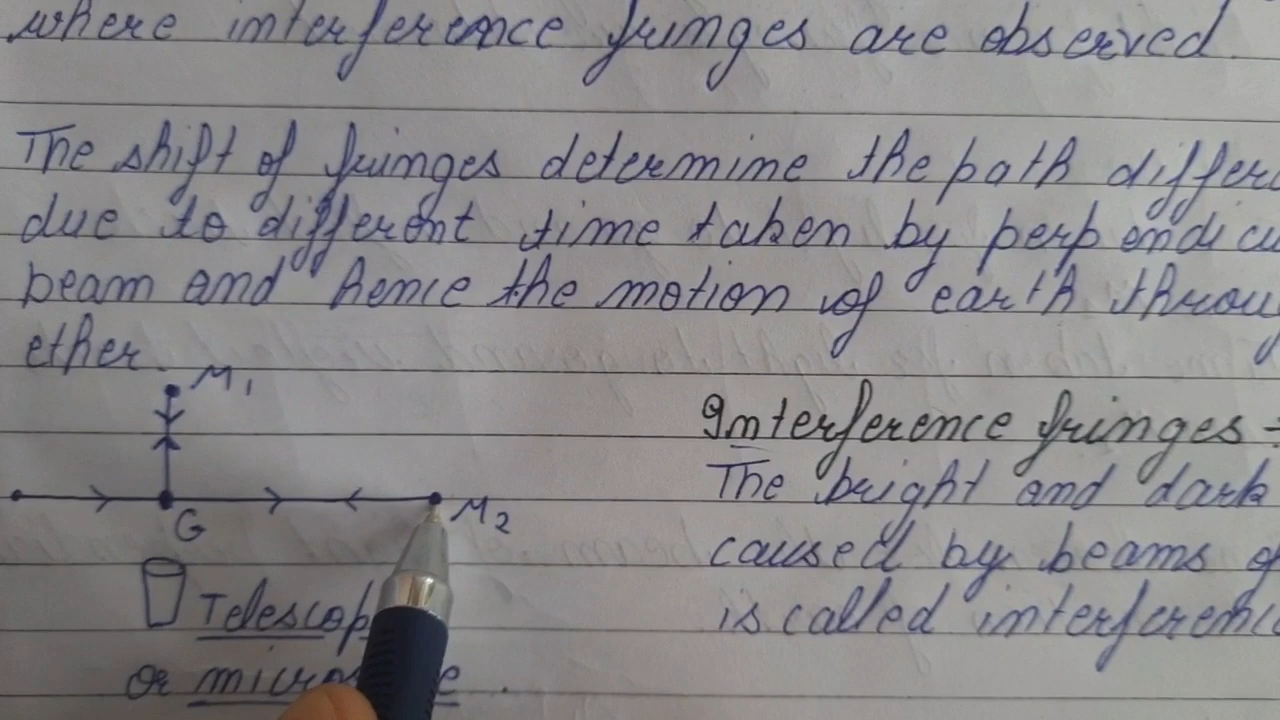 where interference fringes are observed
The shift of fringes determine the path differ
due to different time taken by perpendicu
beam and hence the motion of earth throu
ether.
M1
G
M2
Telescop
or
Interference fringes -
The bright and dark
caused by beams
is called interferenc